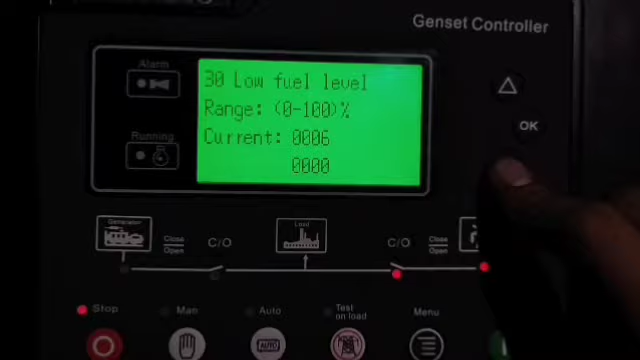 Genset Controller
Alarm
30 Low fuel level
Range: (0-100)%
Running
Current: 0006
0000
Generator
Load
Close
Open
C/O
C/O
Close
Open
Stop
Man
Auto
Test
on load
Menu
AUTO
OK